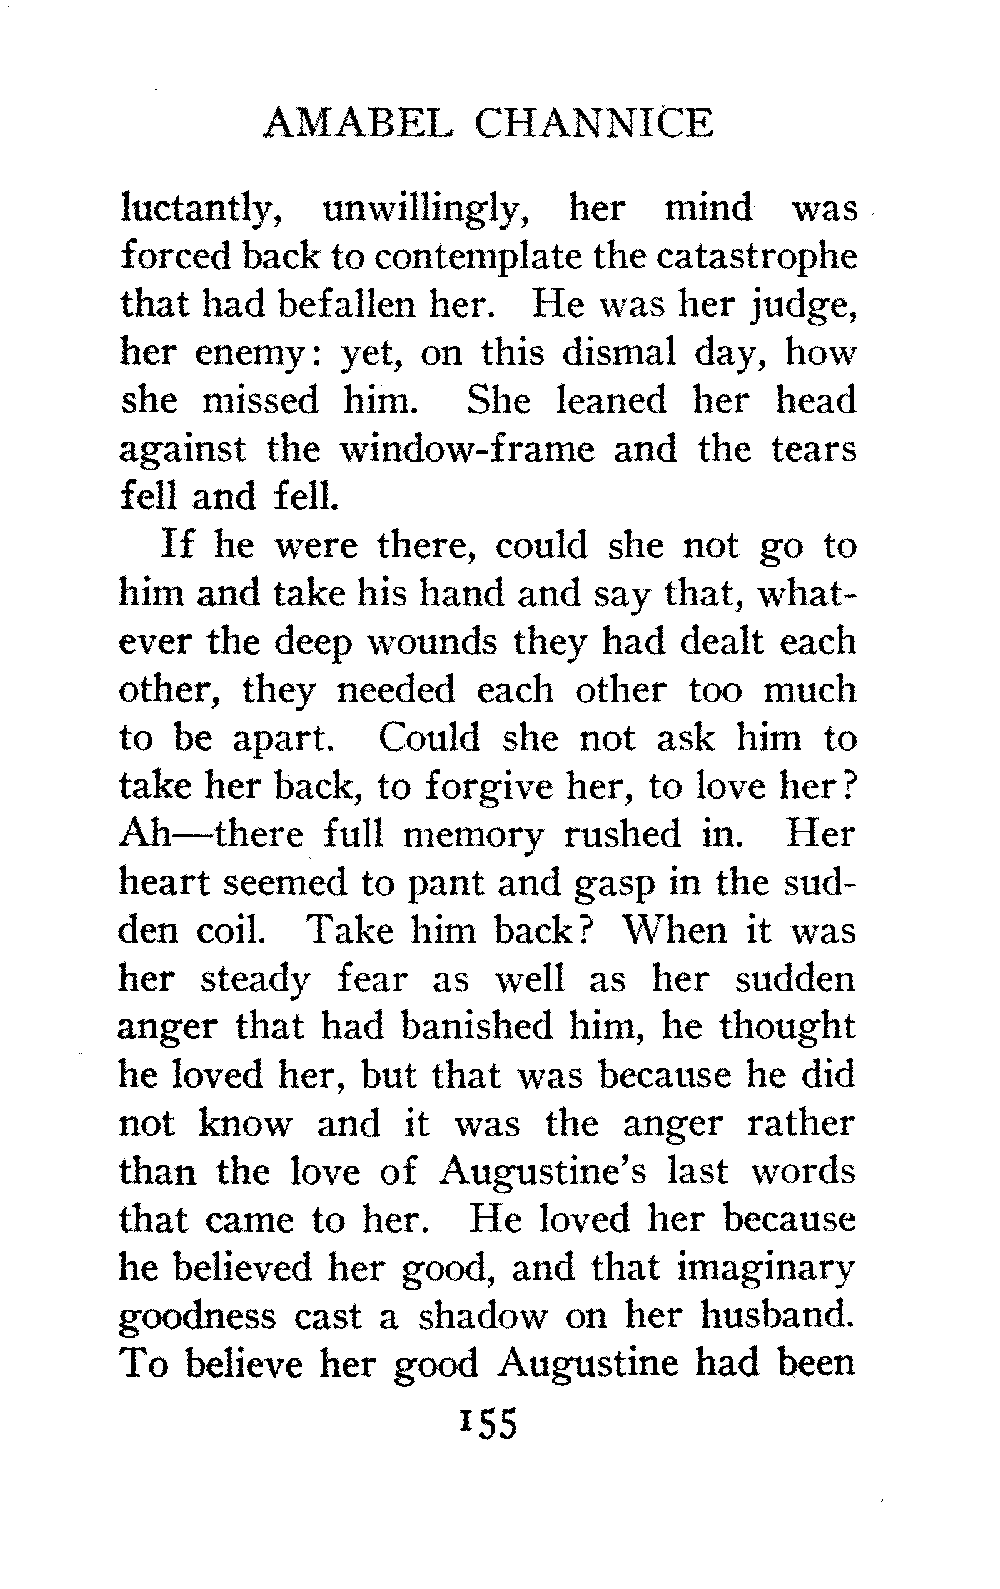 AMABEL CHANNICE
luctantly, unwillingly, her mind was
forced back to contemplate the catastrophe
that had befallen her. He was her judge,
her enemy: yet, on this dismal day, how
she missed him. She leaned her head
against the window-frame and the tears
fell and fell.
If he were there, could she not go to
him and take his hand and say that, what-
ever the deep wounds they had dealt each
other, they needed each other too much
to be apart. Could she not ask him to
take her back, to forgive her, to love her?
Ah—there full memory rushed in. Her
heart seemed to pant and gasp in the sud-
den coil. Take him back? When it was
her steady fear as well as her sudden
anger that had banished him, he thought
he loved her, but that was because he did
not know and it was the anger rather
than the love of Augustine's last words
that came to her. He loved her because
he believed her good, and that imaginary
goodness cast a shadow on her husband.
To believe her good Augustine had been
155